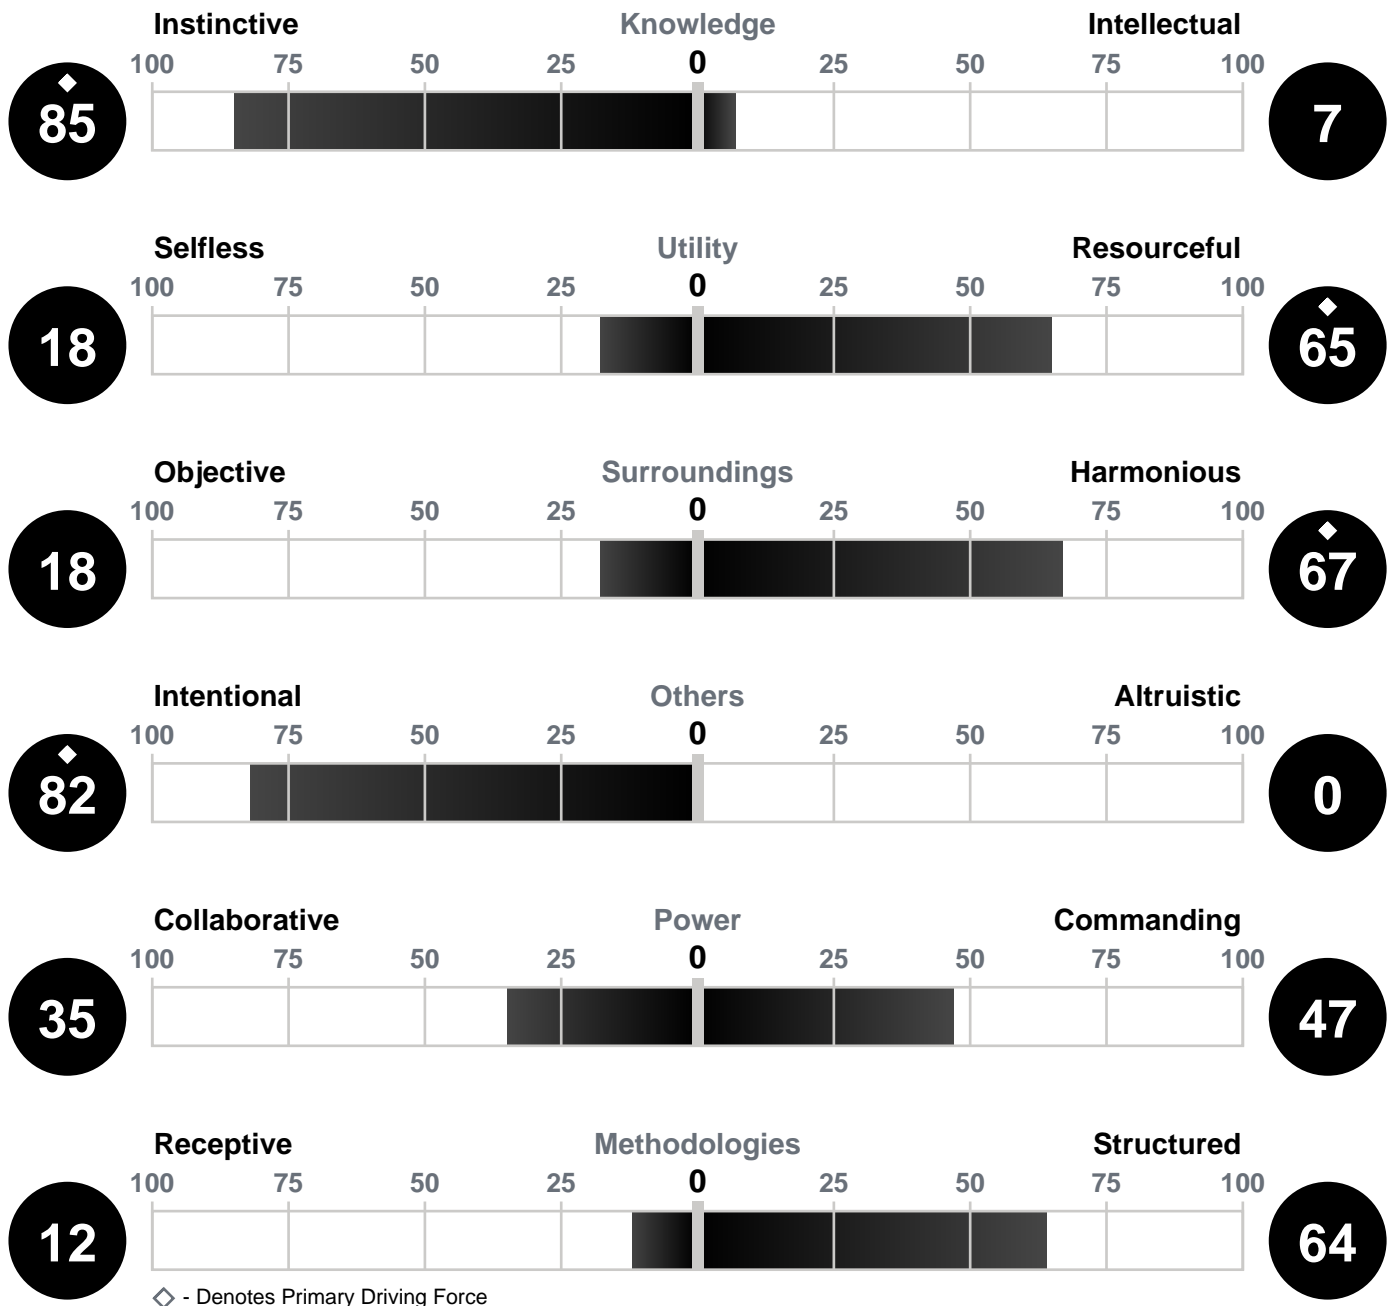 Instinctive Knowledge Intellectual
100 75 50 25 0 25 50 75 100
85 7
Selfless Utility Resourceful
100 75 50 25 0 25 50 75 100
18 65
Objective Surroundings Harmonious
100 75 50 25 0 25 50 75 100
18 67
Intentional Others Altruistic
100 75 50 25 0 25 50 75 100
82 0
Collaborative Power Commanding
100 75 50 25 0 25 50 75 100
35 47
Receptive Methodologies Structured
100 75 50 25 0 25 50 75 100
12 64
- Denotes Primary Driving Force